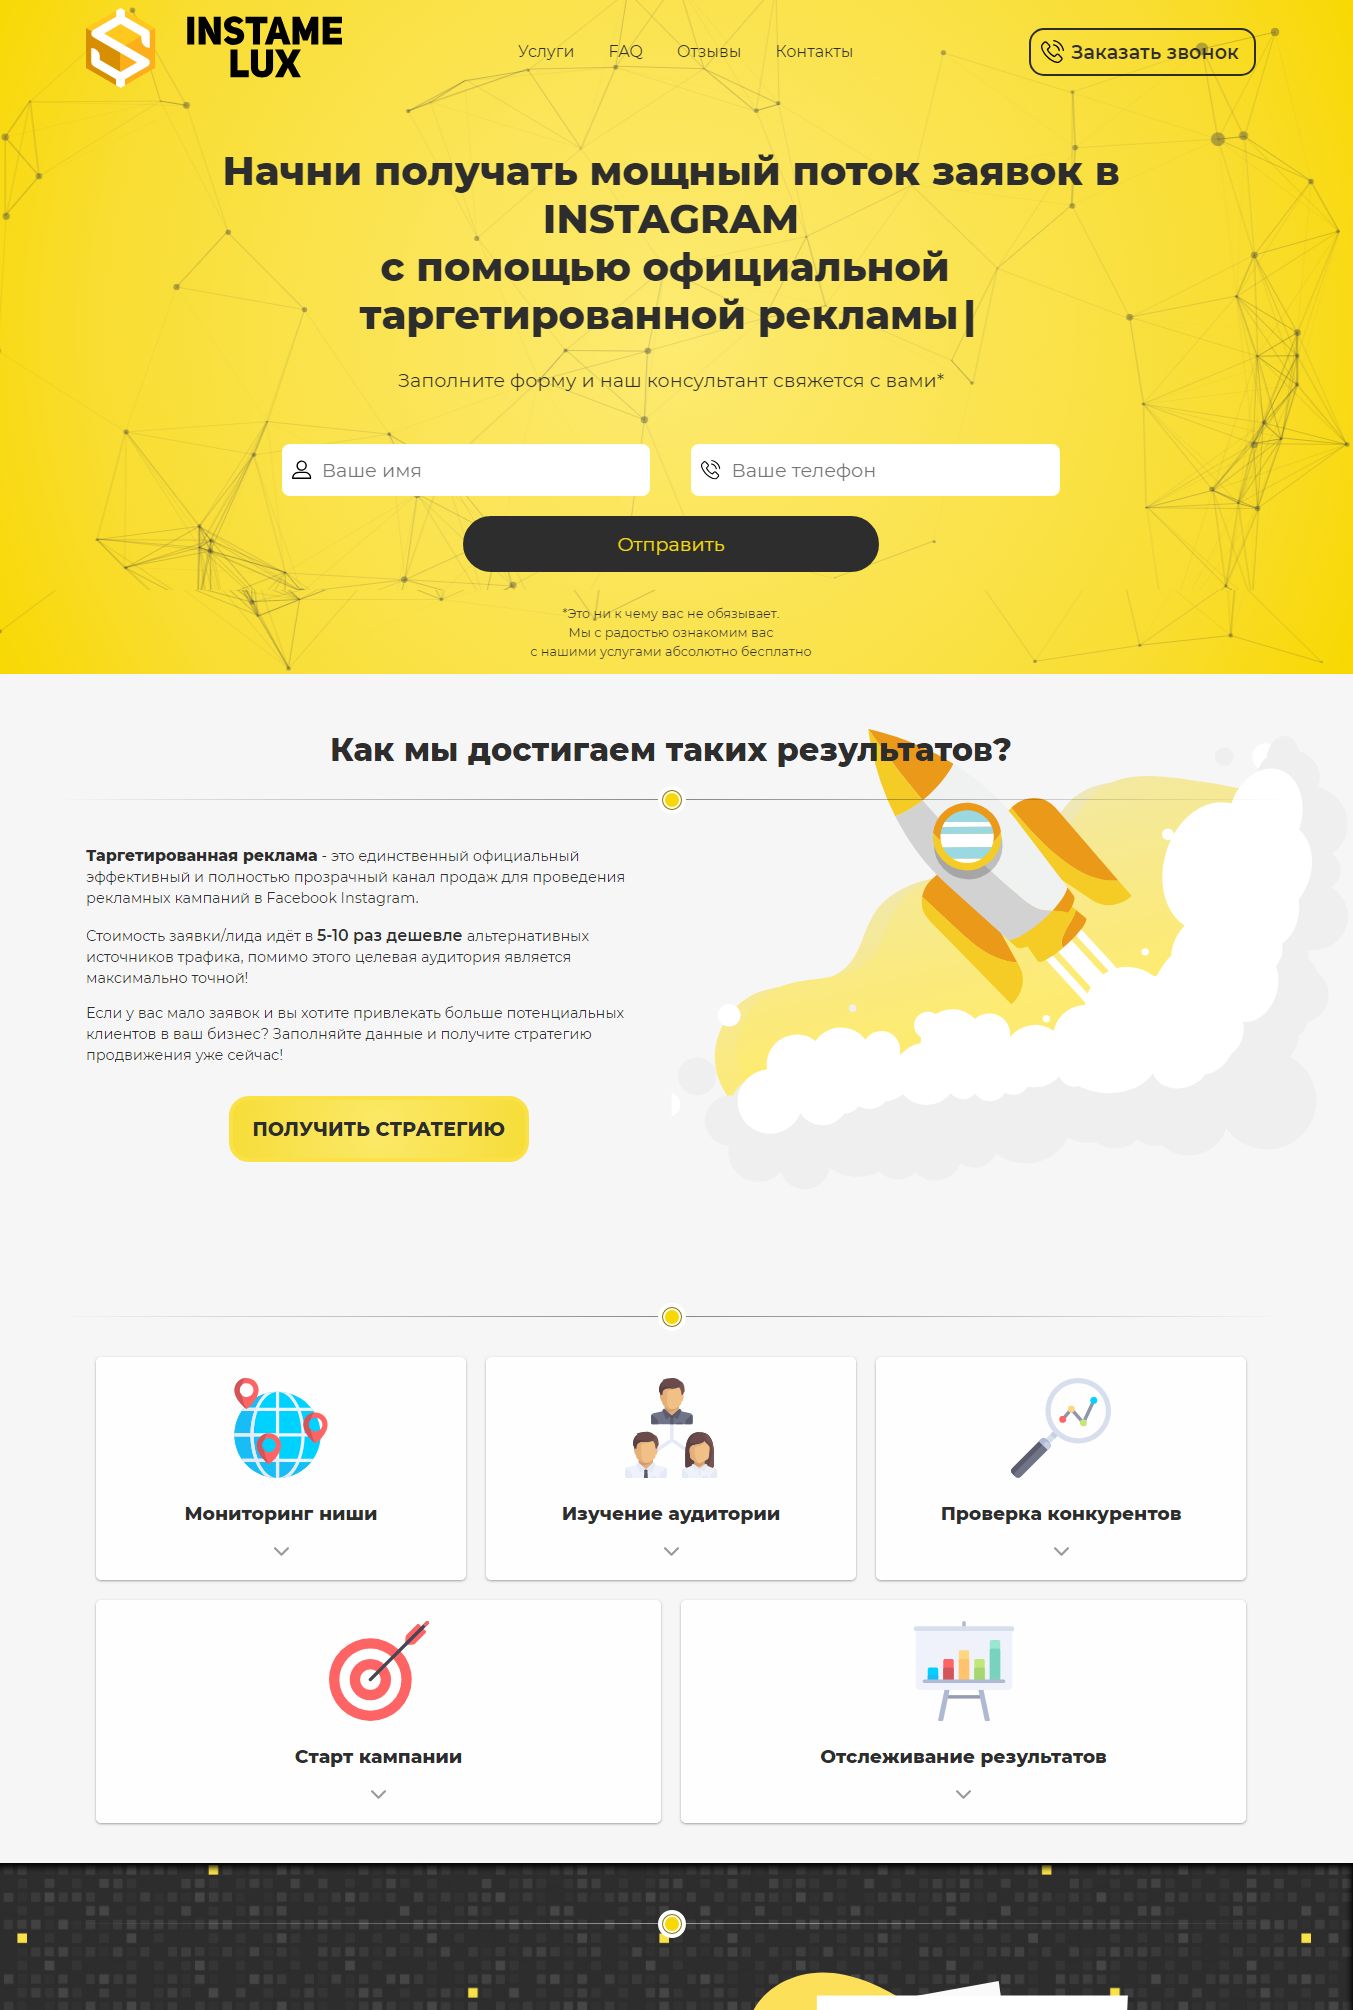 INSTAME
LUX
Услуги FAQ Отзывы Контакты
Заказать звонок
Начни получать мощный поток заявок в
INSTAGRAM
с помощью официальной
таргетированной рекламы|
Заполните форму и наш консультант свяжется с вами*
Ваше имя
Ваше телефон
Отправить
*Это ни к чему вас не обязывает.
Мы с радостью ознакомим вас
с нашими услугами абсолютно бесплатно
Как мы достигаем таких результатов?
Таргетированная реклама - это единственный официальный
эффективный и полностью прозрачный канал продаж для проведения
рекламных кампаний в Facebook Instagram.
Стоимость заявки/лида идёт в 5-10 раз дешевле альтернативных
источников трафика, помимо этого целевая аудитория является
максимально точной!
Если у вас мало заявок и вы хотите привлекать больше потенциальных
клиентов в ваш бизнес? Заполняйте данные и получите стратегию
продвижения уже сейчас!
ПОЛУЧИТЬ СТРАТЕГИЮ
Мониторинг ниши
Изучение аудитории
Проверка конкурентов
Старт кампании
Отслеживание результатов